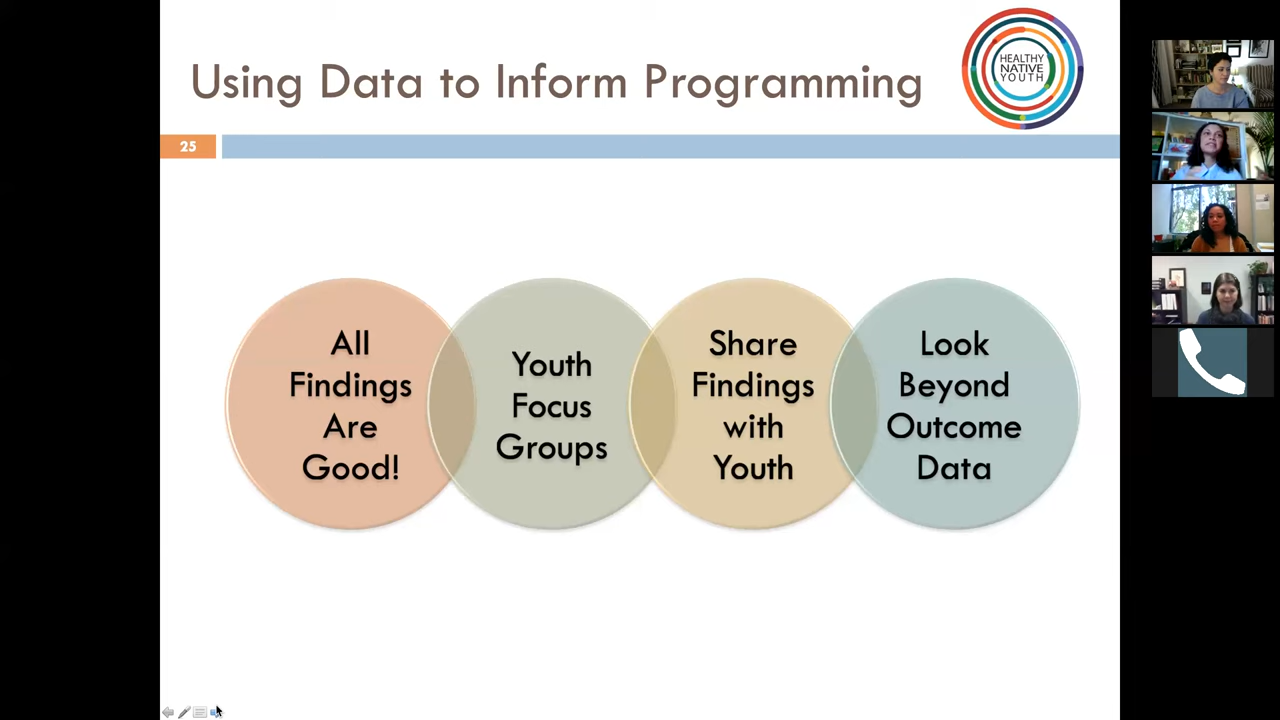 Using Data to Inform Programming
HEALTHY
NATIVE
YOUTH
25
All
Findings
Are
Good!
Youth
Focus
Groups
Share
Findings
with
Youth
Look
Beyond
Outcome
Data